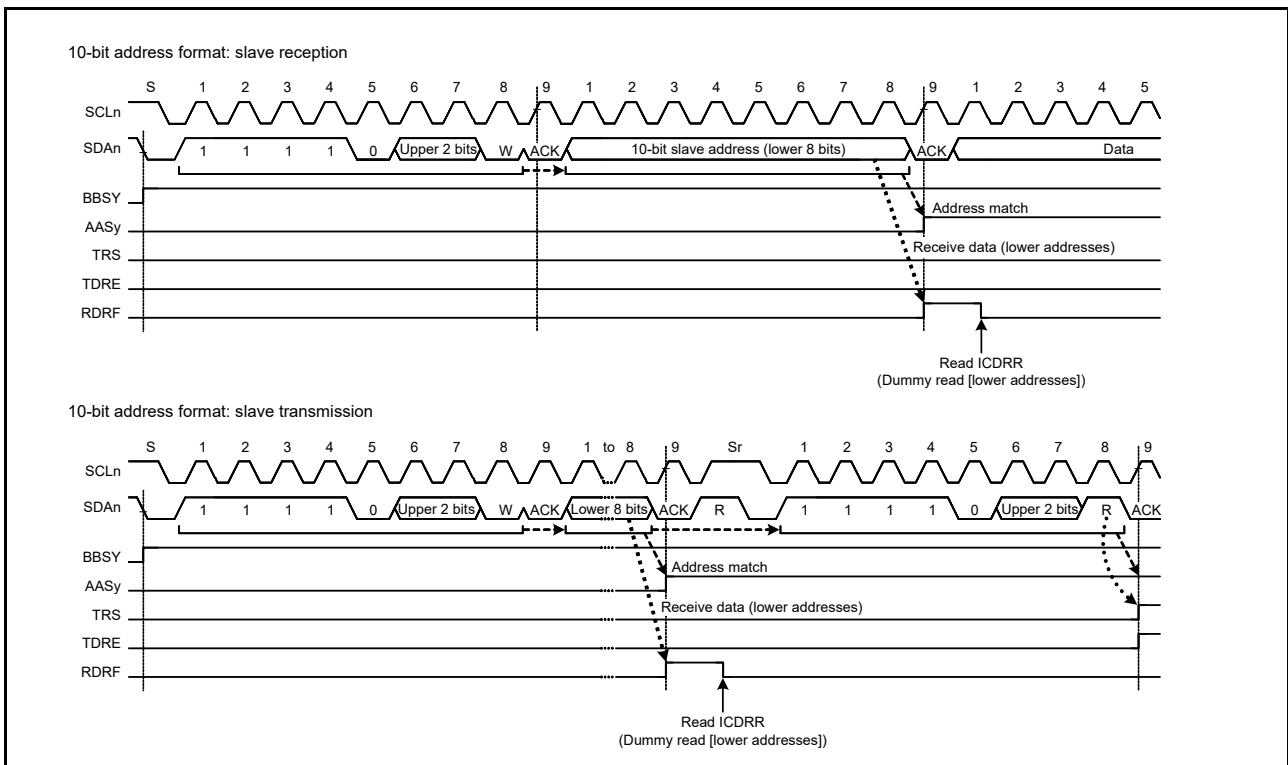 10-bit address format: slave reception
S 1 2 3 4 5 6 7 8 9 1 2 3 4 5 6 7 8 9 1 2 3 4 5
SCLn
SDAn 1 1 1 1 0 Upper 2 bits W ACK 10-bit slave address (lower 8 bits) ACK Data
BBSY
Address match
AASy
Receive data (lower addresses)
TRS
TDRE
RDRF
Read ICDRR
(Dummy read [lower addresses])
10-bit address format: slave transmission
S 1 2 3 4 5 6 7 8 9 1 to 8 9 Sr 1 2 3 4 5 6 7 8 9
SCLn
SDAn 1 1 1 1 0 Upper 2 bits W ACK Lower 8 bits ACK R 1 1 1 1 0 Upper 2 bits R ACK
BBSY
Address match
AASy
Receive data (lower addresses)
TRS
TDRE
RDRF
Read ICDRR
(Dummy read [lower addresses])